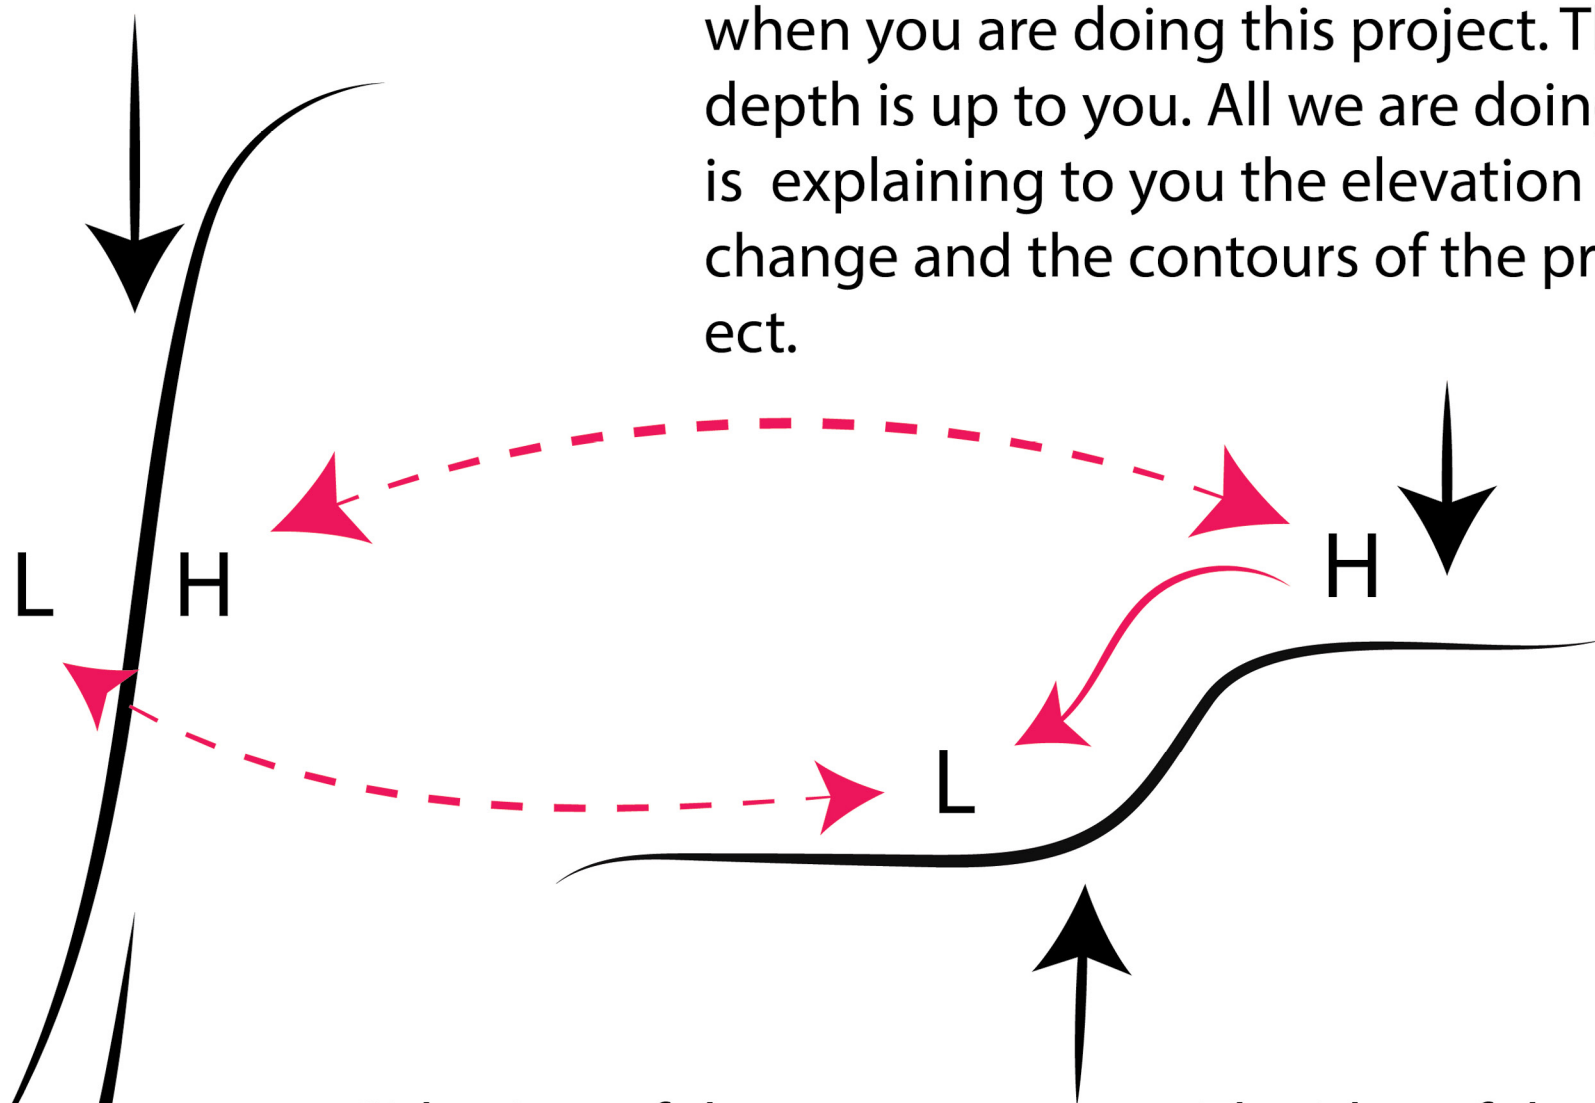 when you are doing this project. T
depth is up to you. All we are doin
is explaining to you the elevation
change and the contours of the pr
ect.
H
L H
L